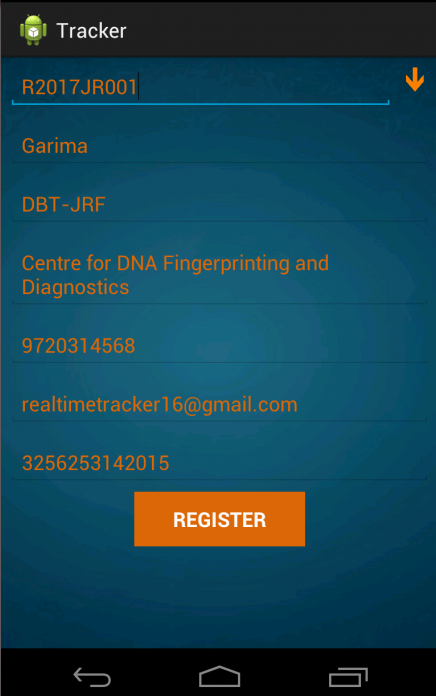 Tracker
R2017JR001
Garima
DBT-JRF
Centre for DNA Fingerprinting and
Diagnostics
9720314568
realtimetracker16@gmail.com
3256253142015
REGISTER